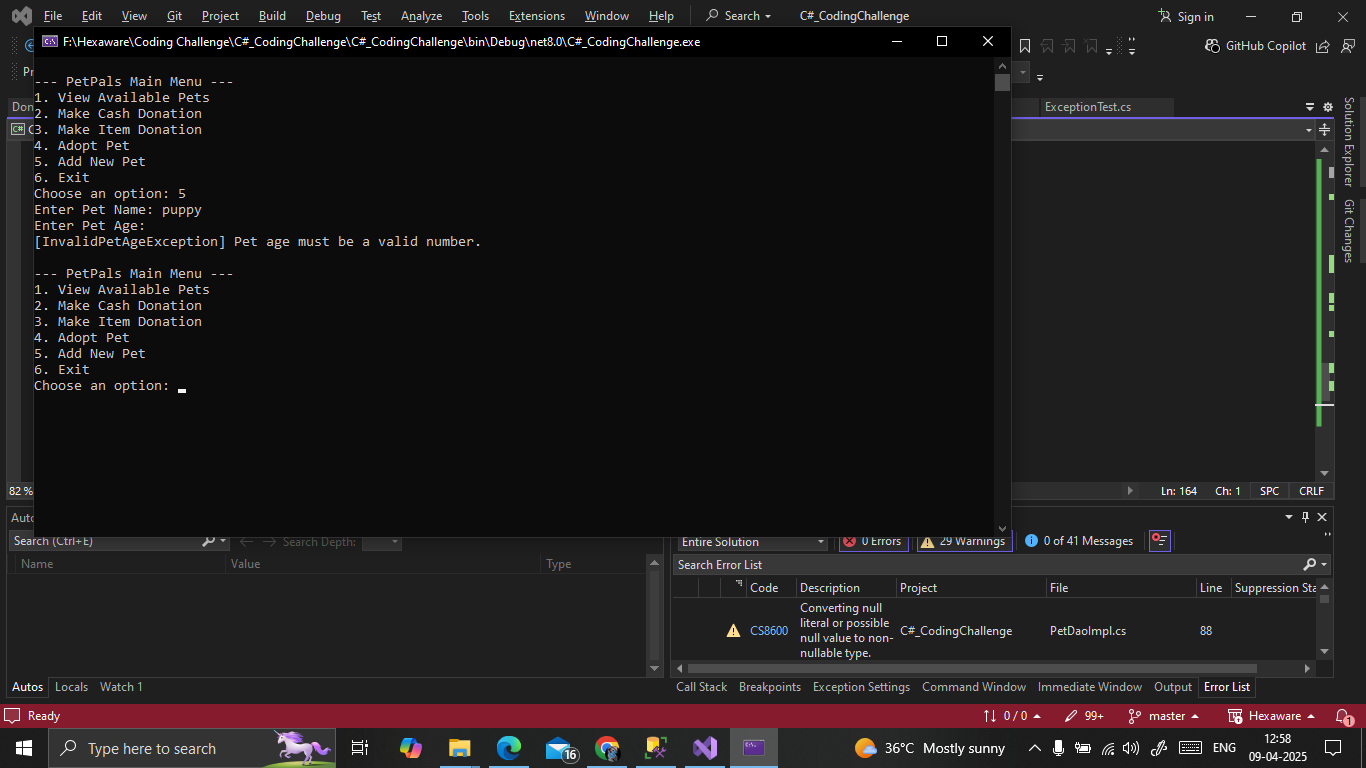 File Edit View Git Project Build Debug Test Analyze Tools Extensions Window Help Search C#_CodingChallenge Sign in
F:\Hexaware\Coding Challenge\C#_CodingChallenge\C#_CodingChallenge\bin\Debug\net8.0\C#_CodingChallenge.exe
GitHub Copilot
--- PetPals Main Menu ---
1. View Available Pets
2. Make Cash Donation
3. Make Item Donation
4. Adopt Pet
5. Add New Pet
6. Exit
Choose an option: 5
Enter Pet Name: puppy
Enter Pet Age:
[InvalidPetAgeException] Pet age must be a valid number.
--- PetPals Main Menu ---
1. View Available Pets
2. Make Cash Donation
3. Make Item Donation
4. Adopt Pet
5. Add New Pet
6. Exit
Choose an option:
ExceptionTest.cs
Solution Explorer
Git Changes
82 %
Ln: 164 Ch: 1 SPC CRLF
Search (Ctrl+E) Search Depth:
Name Value Type
Autos Locals Watch 1
Entire Solution 0 Errors 29 Warnings 0 of 41 Messages
Search Error List
Code Description Project File Line Suppression Sta
CS8600 Converting null C#_CodingChallenge PetDaoImpl.cs 88
literal or possible
null value to non-
nullable type.
Call Stack Breakpoints Exception Settings Command Window Immediate Window Output Error List
Ready 0 / 0 99+ master Hexaware 1
Type here to search 16 36°C Mostly sunny ENG 12:58
09-04-2025